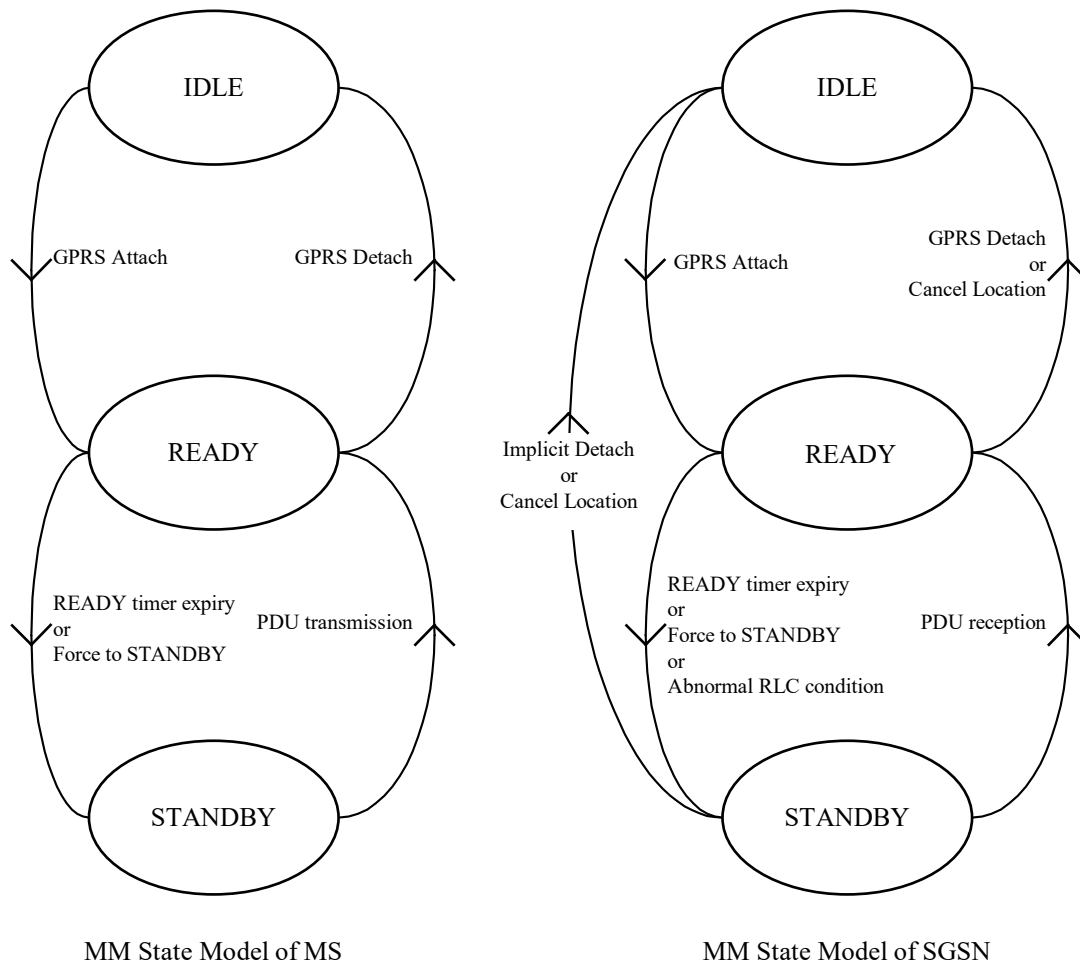 IDLE
GPRS Attach
GPRS Detach
READY
READY timer expiry
or
Force to STANDBY
PDU transmission
STANDBY
MM State Model of MS
IDLE
GPRS Attach
GPRS Detach
or
Cancel Location
Implicit Detach
or
Cancel Location
READY
READY timer expiry
or
Force to STANDBY
or
Abnormal RLC condition
PDU reception
STANDBY
MM State Model of SGSN